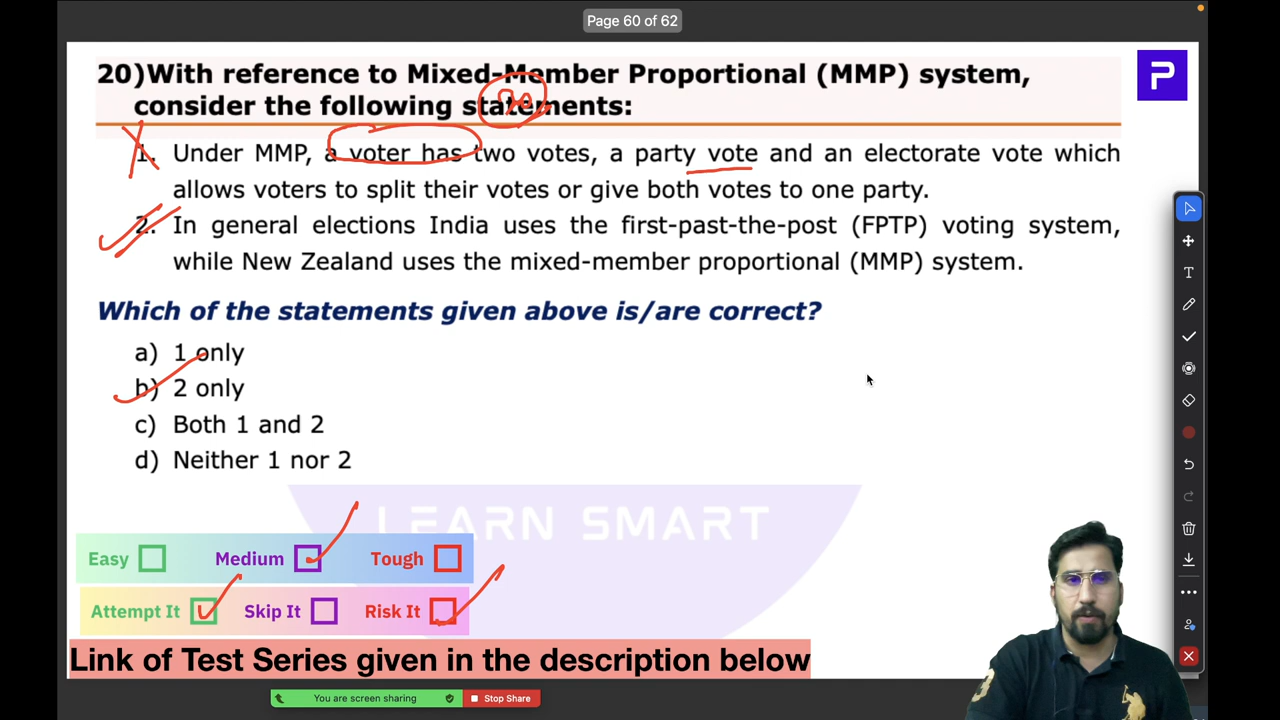 Page 60 of 62
20)With reference to Mixed-Member Proportional (MMP) system,
consider the following statements:
1. Under MMP, a voter has two votes, a party vote and an electorate vote which
allows voters to split their votes or give both votes to one party.
2. In general elections India uses the first-past-the-post (FPTP) voting system,
while New Zealand uses the mixed-member proportional (MMP) system.
Which of the statements given above is/are correct?
a) 1 only
b) 2 only
c) Both 1 and 2
d) Neither 1 nor 2
LEARN SMART
Easy Medium Tough
Attempt It Skip It Risk It
Link of Test Series given in the description below
You are screen sharing Stop Share